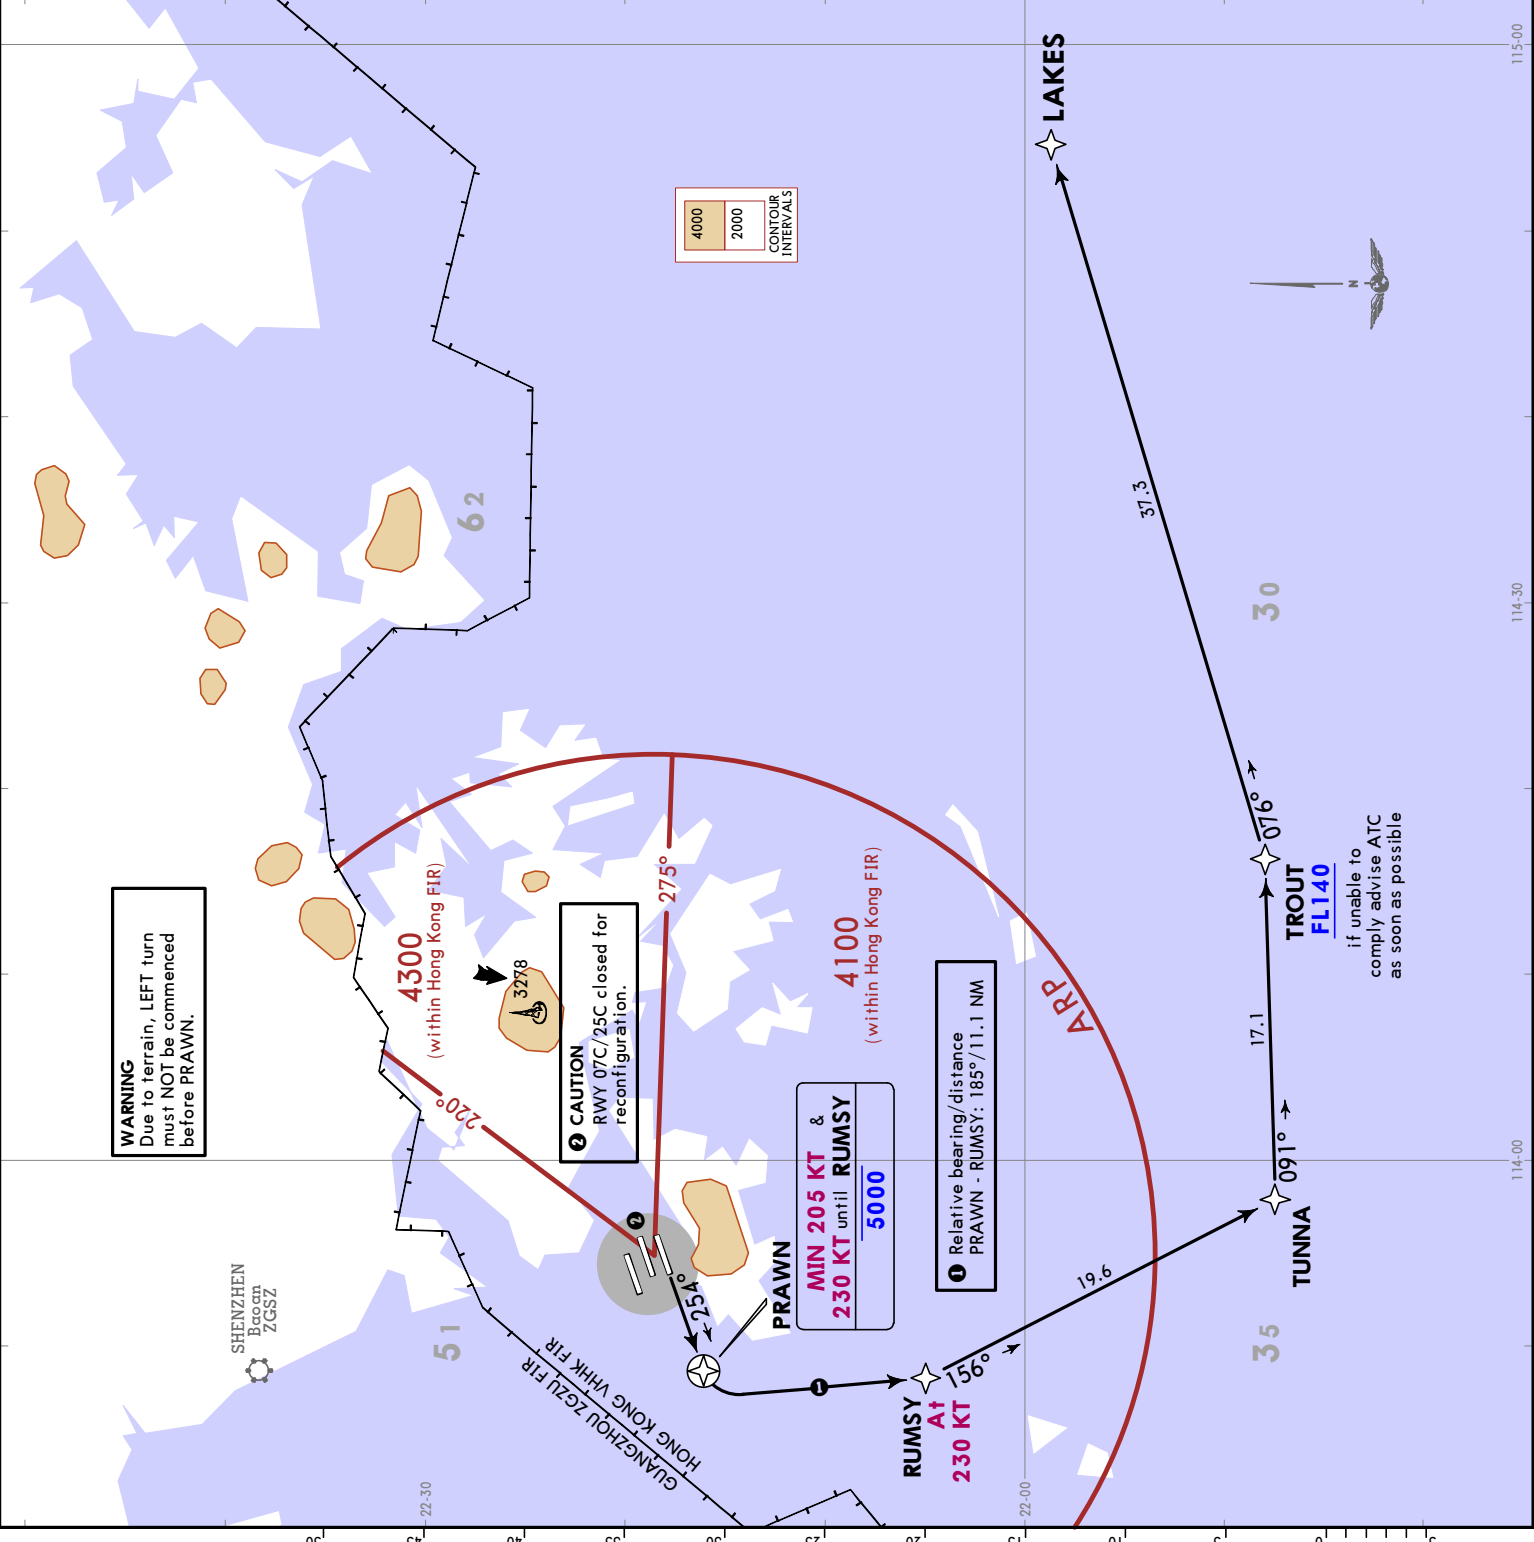 WARNING
Due to terrain, LEFT turn
must NOT be commenced
before PRAWN.
SHENZHEN
Baoan
ZGSZ
51
62
35
30
GUANGZHOU ZGZU FIR
HONG KONG VHHK FIR
4300
(within Hong Kong FIR)
220°
3278
2 CAUTION
RWY 07C/25C closed for
reconfiguration.
2
275°
4100
(within Hong Kong FIR)
ARP
4000
2000
CONTOUR
INTERVALS
254°
PRAWN
MIN 205 KT &
230 KT until RUMSY
5000
1
1 Relative bearing/distance
PRAWN - RUMSY: 185°/11.1 NM
RUMSY
At
230 KT
156°
19.6
TUNNA
091°
17.1
TROUT
FL140
if unable to
comply advise ATC
as soon as possible
076°
37.3
LAKES
N
22-30
22-00
114-00
114-30
115-00